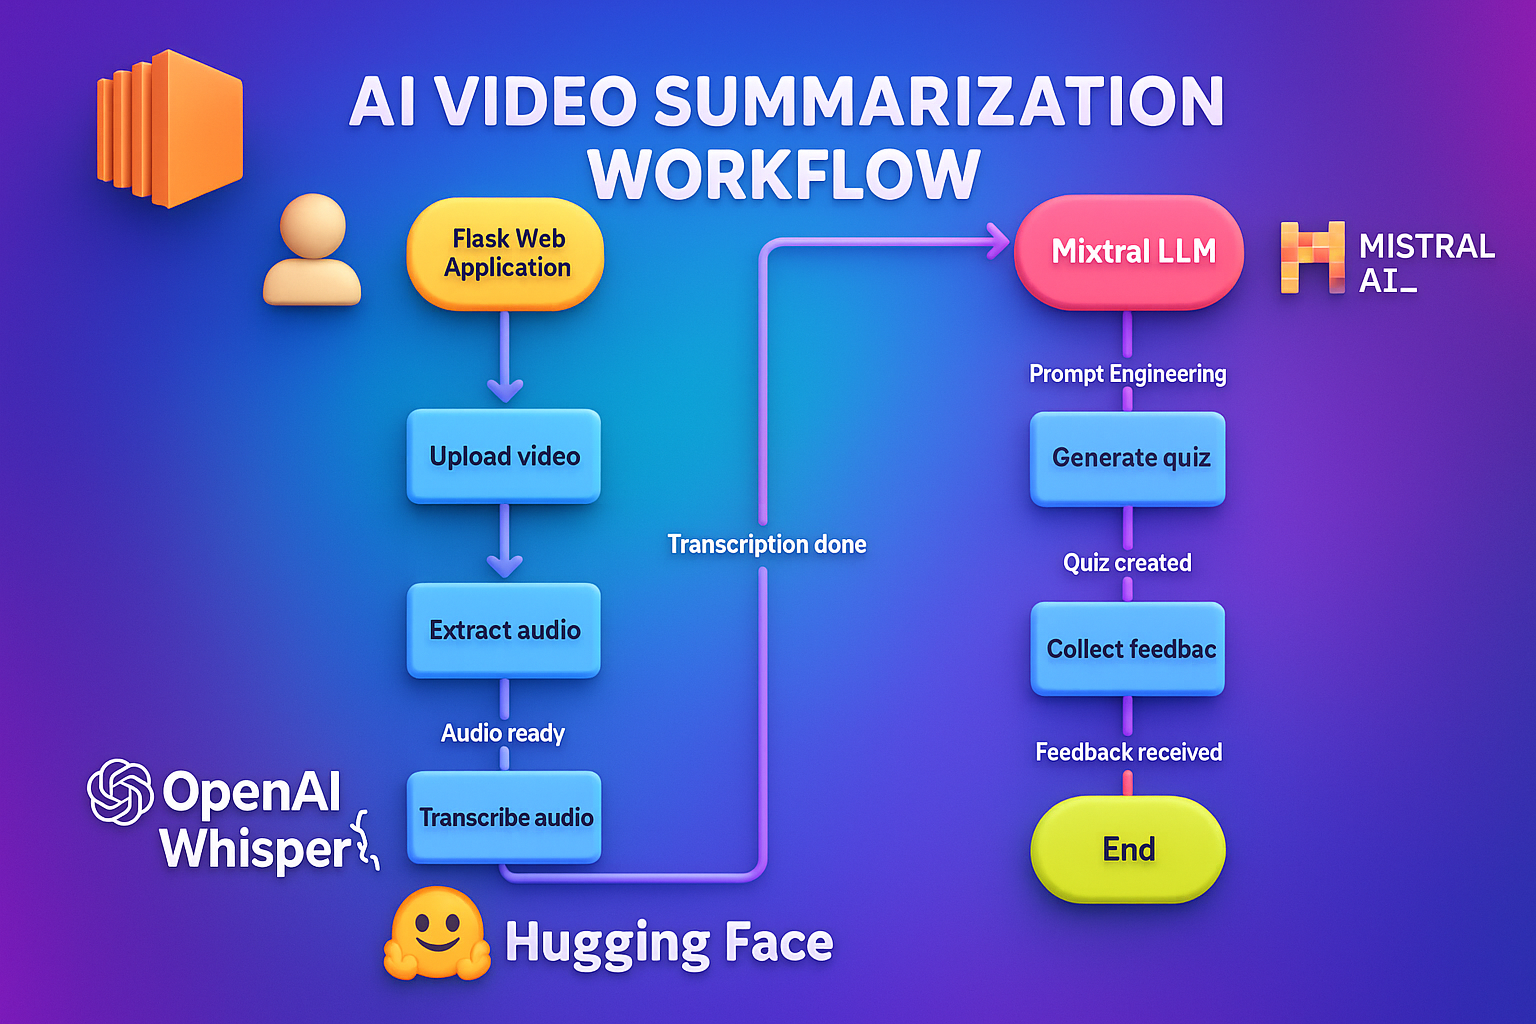 AI VIDEO SUMMARIZATION
WORKFLOW
Flask Web
Application
Upload video
Extract audio
Audio ready
Transcribe audio
OpenAI
Whisper
Hugging Face
Transcription done
Mixtral LLM
MISTRAL
AI_
Prompt Engineering
Generate quiz
Quiz created
Collect feedbac
Feedback received
End